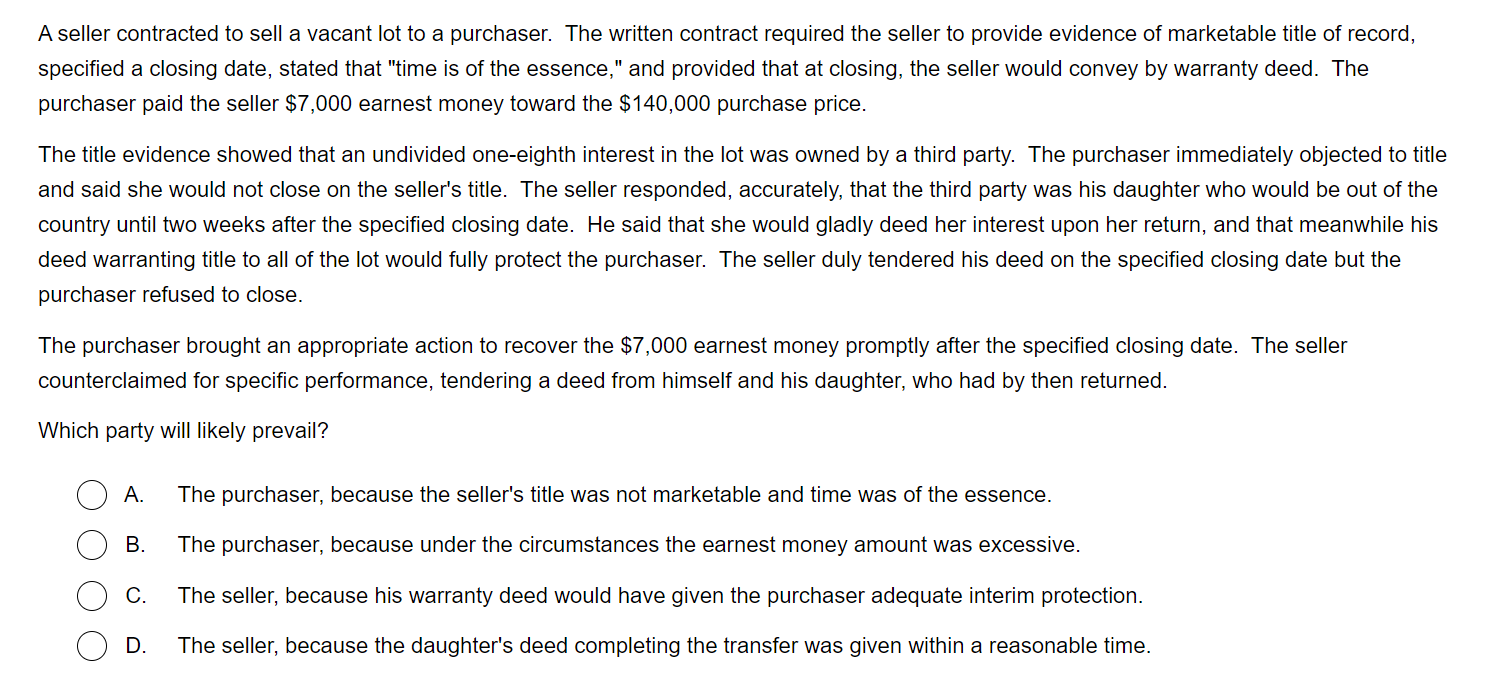 A seller contracted to sell a vacant lot to a purchaser.  The written contract required the seller to provide evidence of marketable title of record,
specified a closing date, stated that "time is of the essence," and provided that at closing, the seller would convey by warranty deed.  The
purchaser paid the seller $7,000 earnest money toward the $140,000 purchase price.
The title evidence showed that an undivided one-eighth interest in the lot was owned by a third party.  The purchaser immediately objected to title
and said she would not close on the seller's title.  The seller responded, accurately, that the third party was his daughter who would be out of the
country until two weeks after the specified closing date.  He said that she would gladly deed her interest upon her return, and that meanwhile his
deed warranting title to all of the lot would fully protect the purchaser.  The seller duly tendered his deed on the specified closing date but the
purchaser refused to close.
The purchaser brought an appropriate action to recover the $7,000 earnest money promptly after the specified closing date.  The seller
counterclaimed for specific performance, tendering a deed from himself and his daughter, who had by then returned.
Which party will likely prevail?
A. The purchaser, because the seller's title was not marketable and time was of the essence.
B. The purchaser, because under the circumstances the earnest money amount was excessive.
C. The seller, because his warranty deed would have given the purchaser adequate interim protection.
D. The seller, because the daughter's deed completing the transfer was given within a reasonable time.